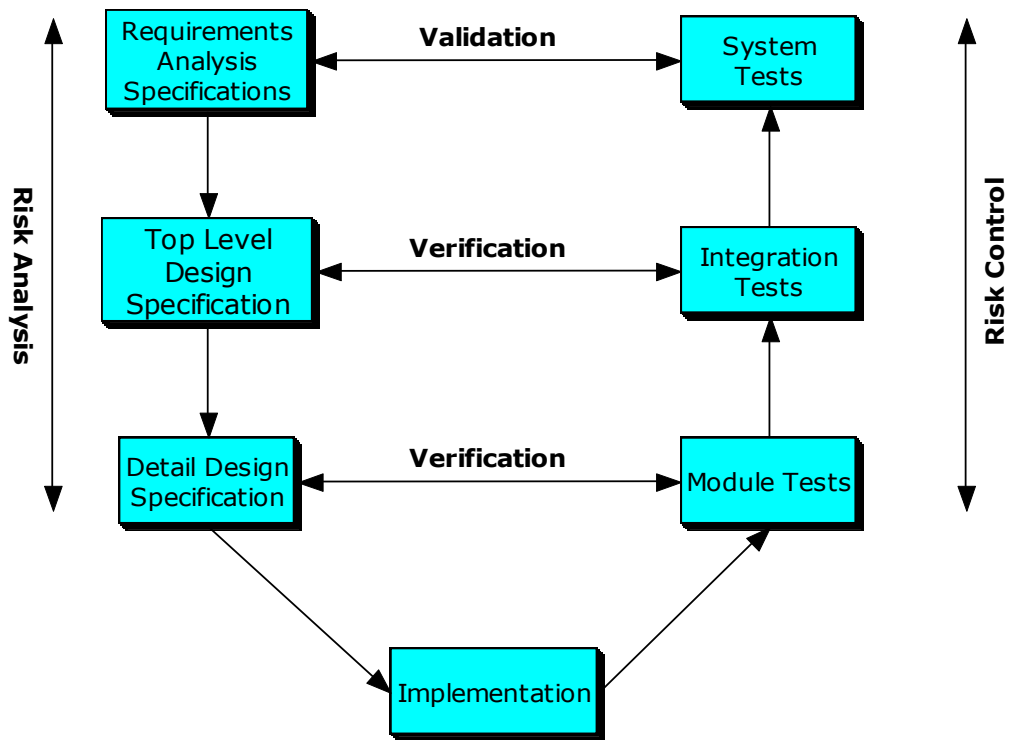 Requirements
Analysis
Specifications
Validation
System
Tests
Risk Analysis
Top Level
Design
Specification
Verification
Integration
Tests
Risk Control
Detail Design
Specification
Verification
Module Tests
Implementation